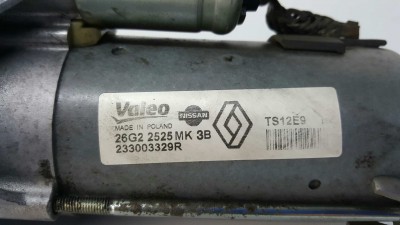 Valeo NISSAN TS12E9
MADE IN POLAND
26G2 2525 MK 3B
233003329R